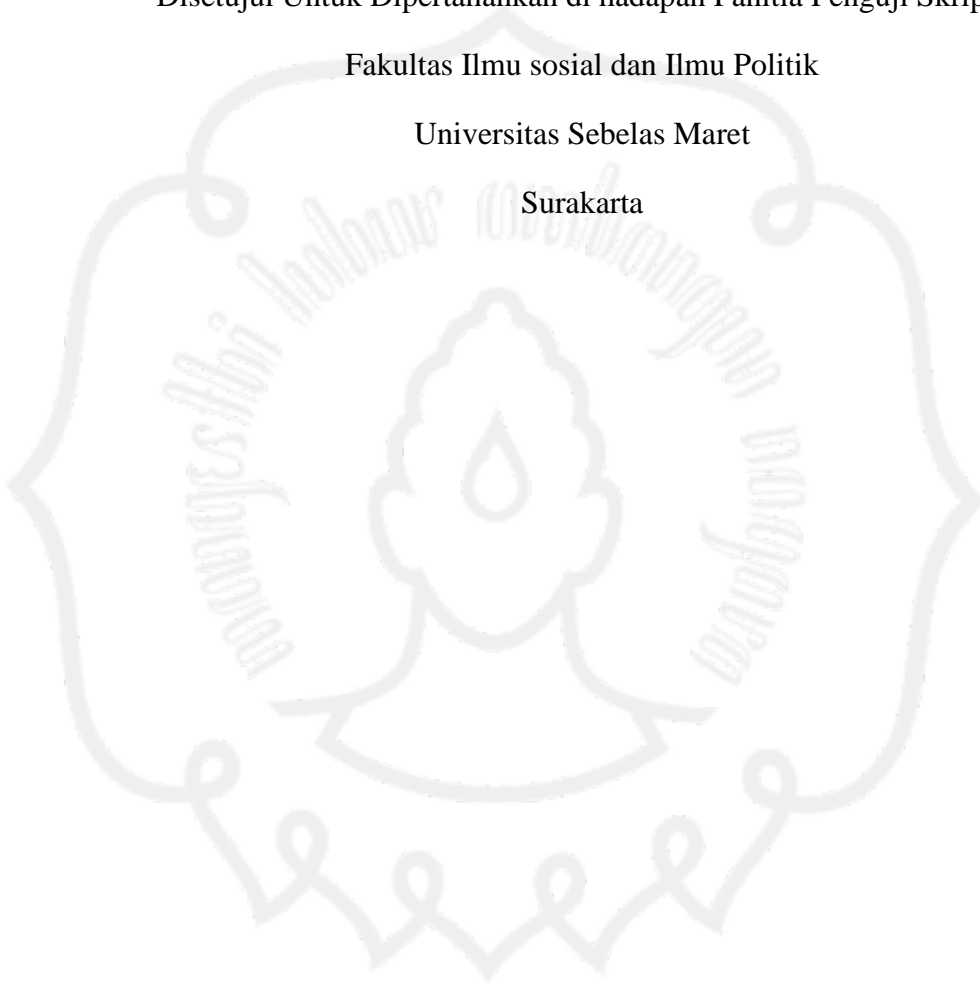 Disetujui Untuk Dipertahankan di hadapan Panitia Penguji Skrip
Fakultas Ilmu sosial dan Ilmu Politik
Universitas Sebelas Maret
Surakarta